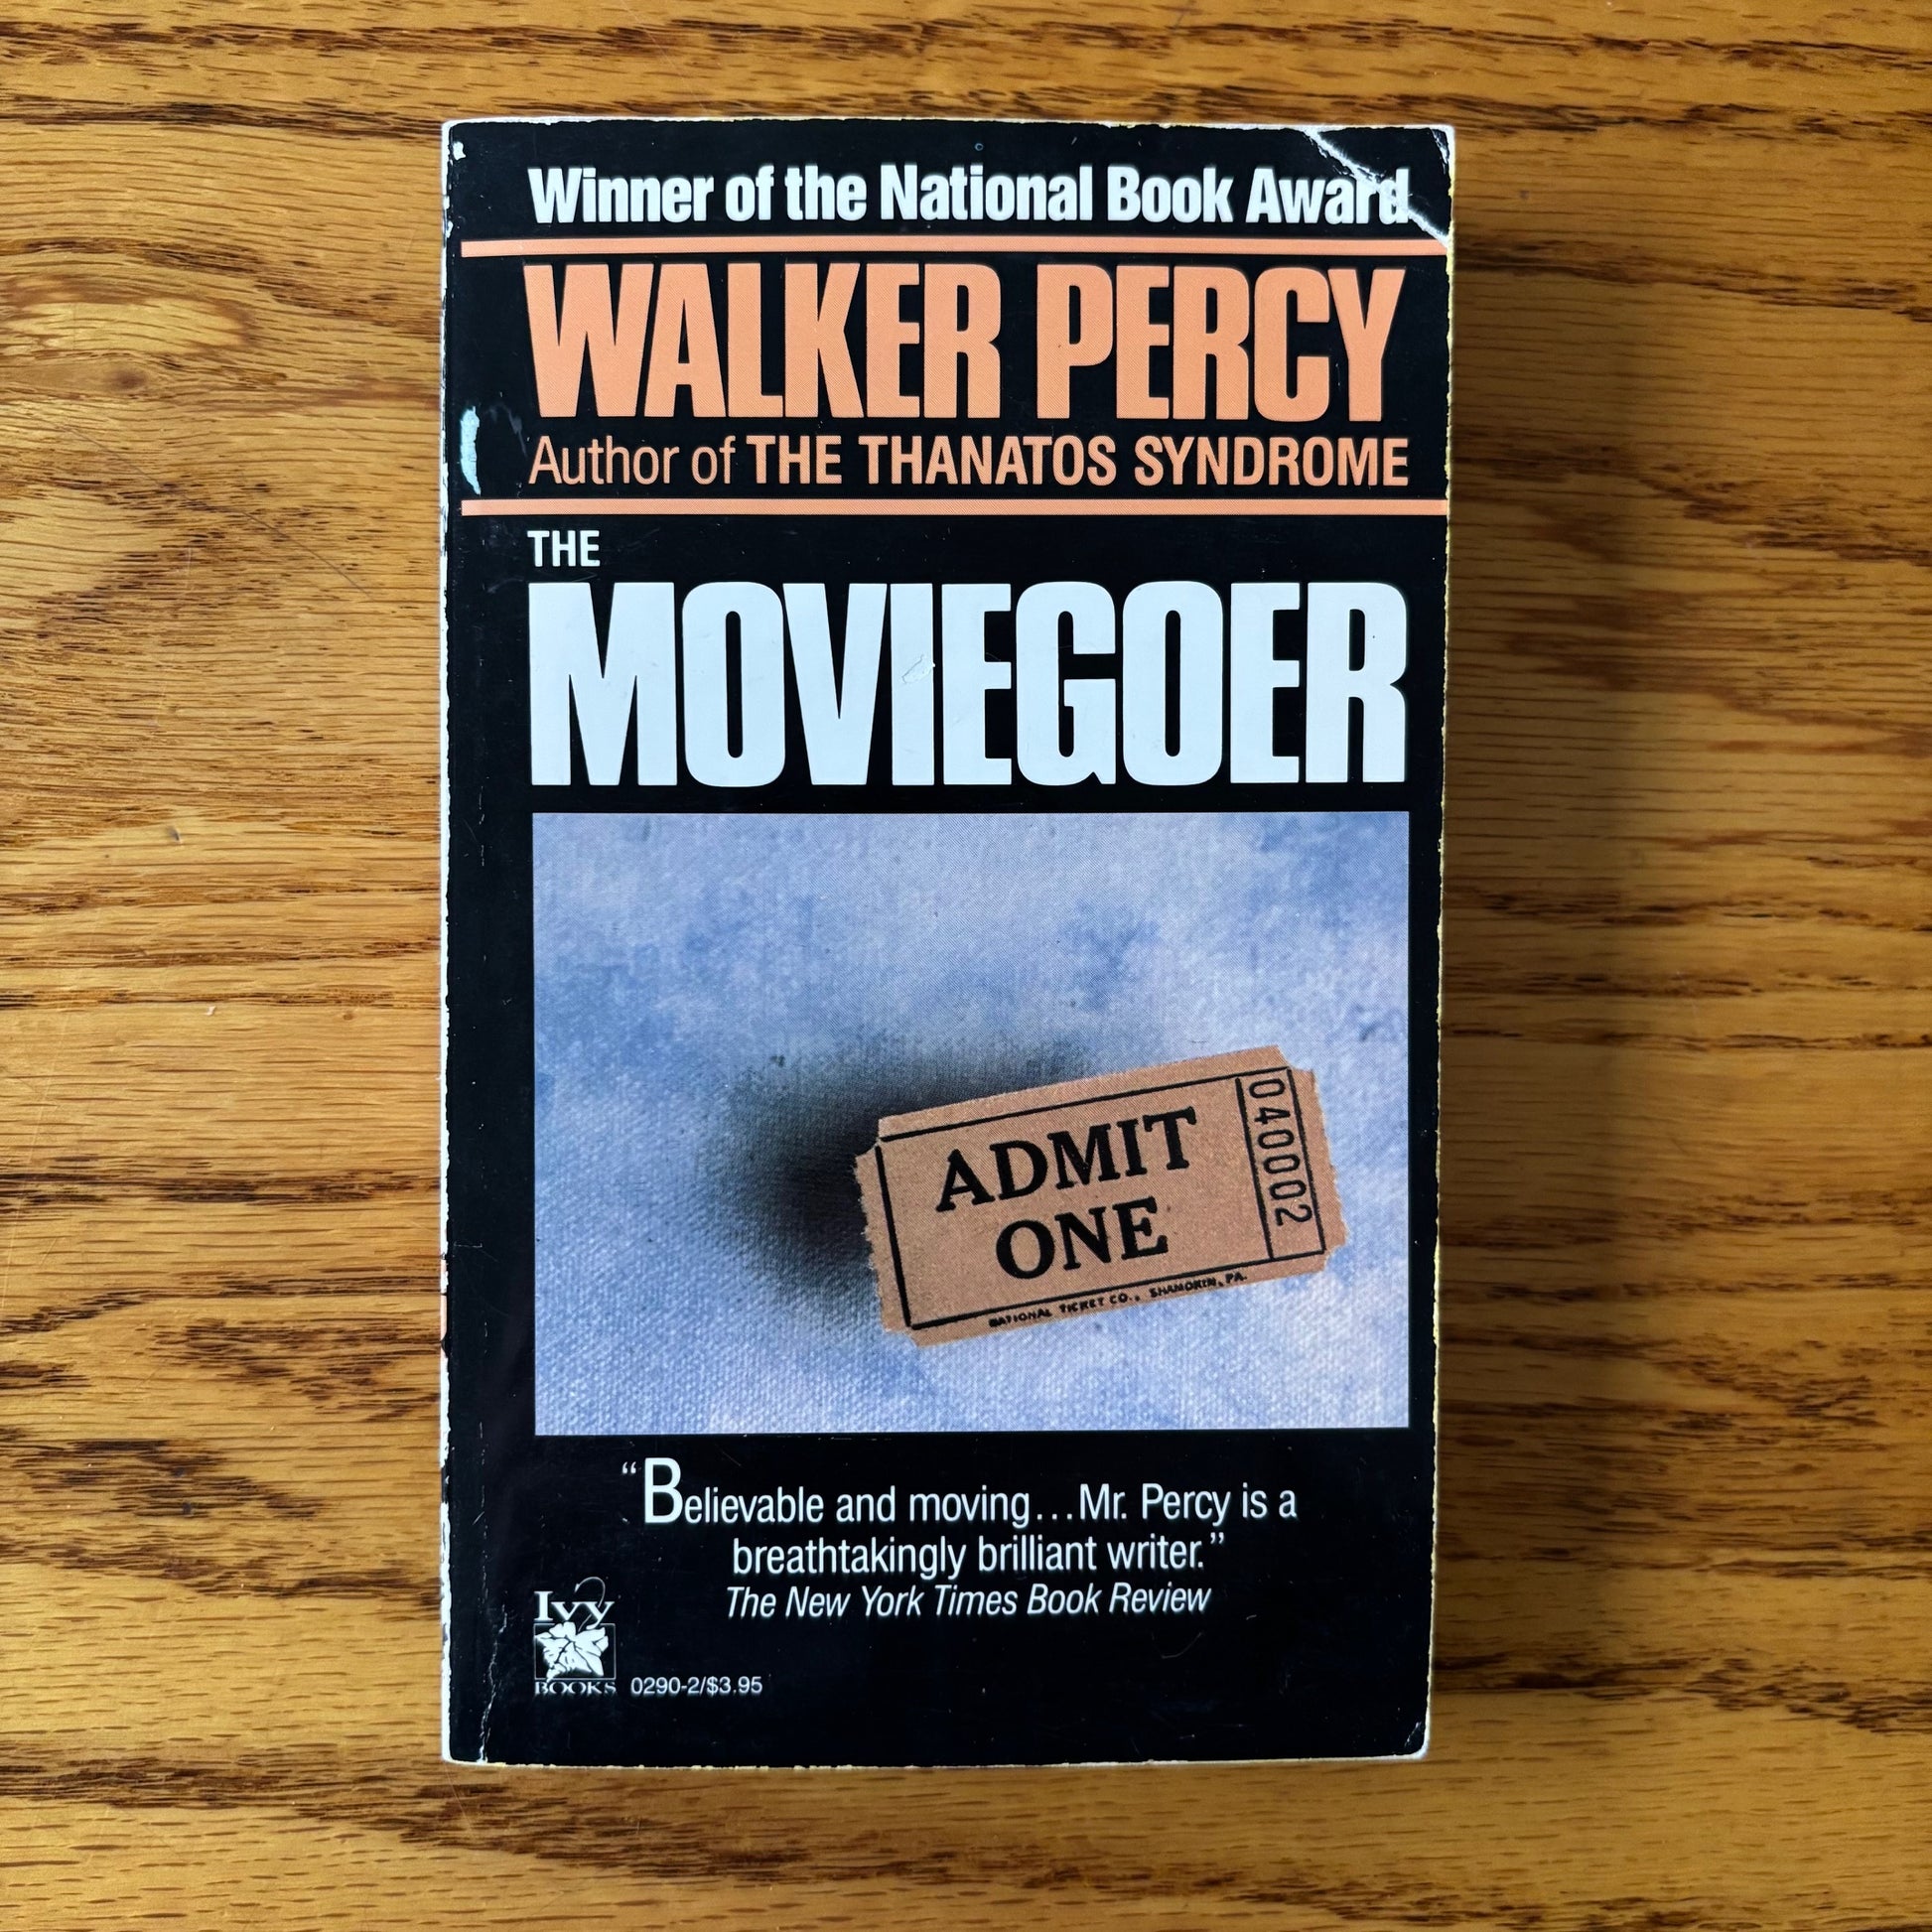 Winner of the National Book Award
WALKER PERCY
Author of THE THANATOS SYNDROME
THE
MOVIEGOER
ADMIT
ONE
040002
NATIONAL TICKET CO., SHAMOKIN, PA.
“Believable and moving...Mr. Percy is a
breathtakingly brilliant writer.”
The New York Times Book Review
Ivy
BOOKS
0290-2/$3.95